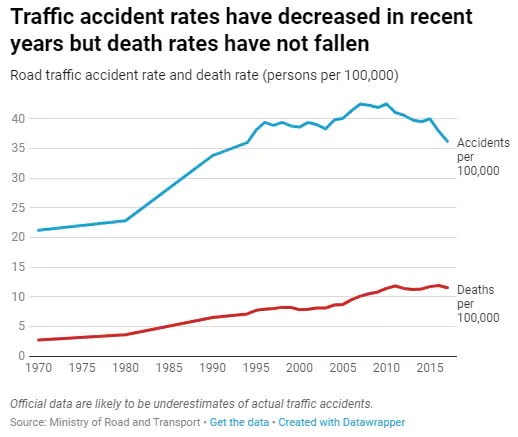 Traffic accident rates have decreased in recent
years but death rates have not fallen
Road traffic accident rate and death rate (persons per 100,000)
40
35
30
25
20
15
10
5
0
Accidents
per
100,000
Deaths
per
100,000
1970 1975 1980 1985 1990 1995 2000 2005 2010 2015
Official data are likely to be underestimates of actual traffic accidents.
Source: Ministry of Road and Transport • Get the data • Created with Datawrapper